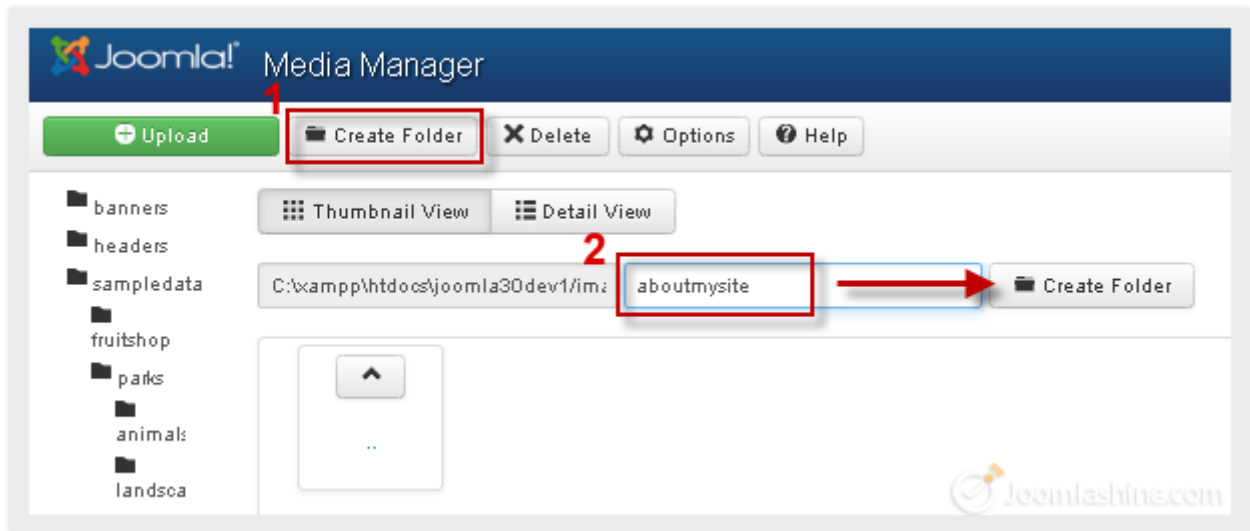 Joomla!® Media Manager
1
Upload Create Folder Delete Options Help
banners
headers
sampledata
fruitshop
parks
animals
landsca
Thumbnail View Detail View
2
C:\xampp\htdocs\joomla30dev1/ima aboutmysite Create Folder
..
Joomlashine.com